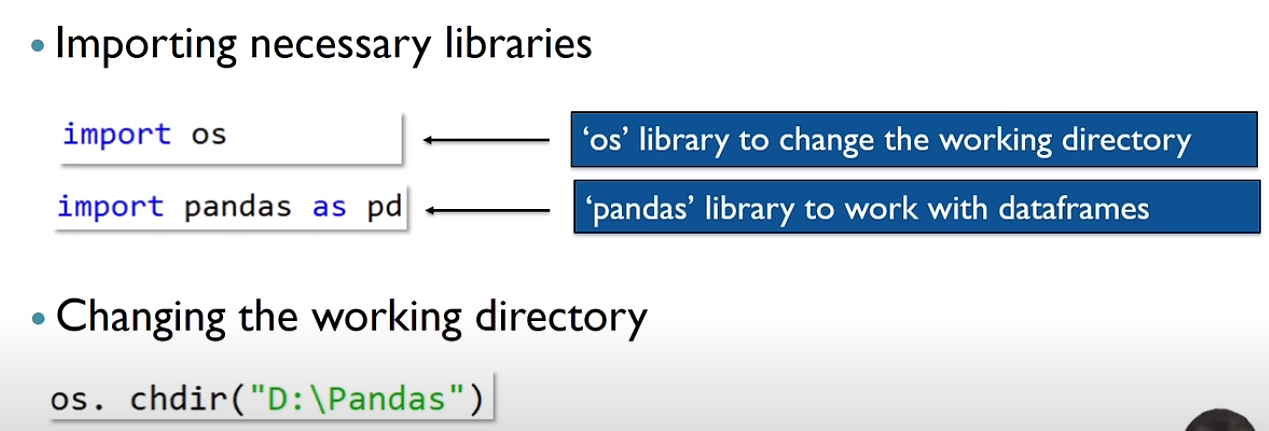 • Importing necessary libraries
import os
‘os’ library to change the working directory
import pandas as pd
‘pandas’ library to work with dataframes
• Changing the working directory
os. chdir("D:\Pandas")